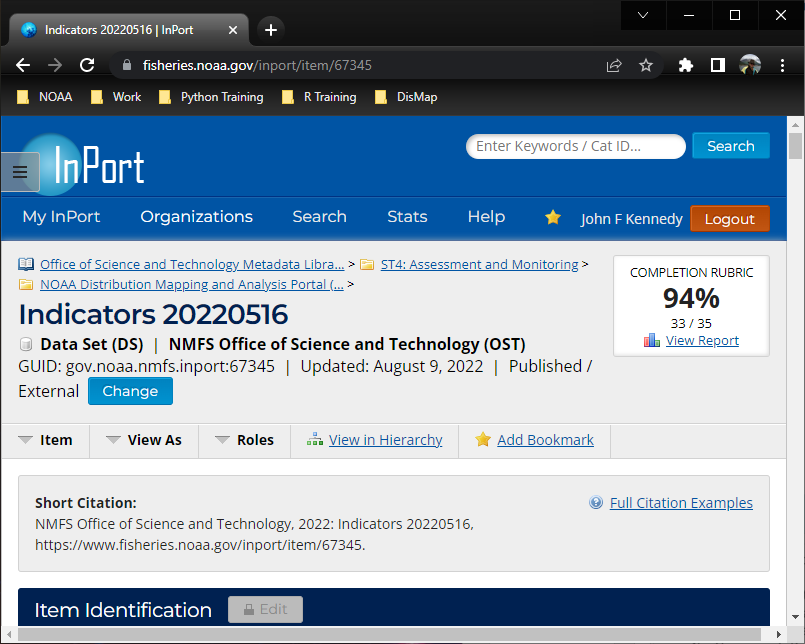 Indicators 20220516 | InPort
fisheries.noaa.gov/inport/item/67345
NOAA Work Python Training R Training DisMap
InPort
Enter Keywords / Cat ID... Search
My InPort Organizations Search Stats Help John F Kennedy Logout
Office of Science and Technology Metadata Libra... > ST4: Assessment and Monitoring >
NOAA Distribution Mapping and Analysis Portal (... >
COMPLETION RUBRIC
94%
33 / 35
View Report
Indicators 20220516
Data Set (DS) | NMFS Office of Science and Technology (OST)
GUID: gov.noaa.nmfs.inport:67345 | Updated: August 9, 2022 | Published /
External Change
Item View As Roles View in Hierarchy Add Bookmark
Short Citation: Full Citation Examples
NMFS Office of Science and Technology, 2022: Indicators 20220516,
https://www.fisheries.noaa.gov/inport/item/67345.
Item Identification Edit